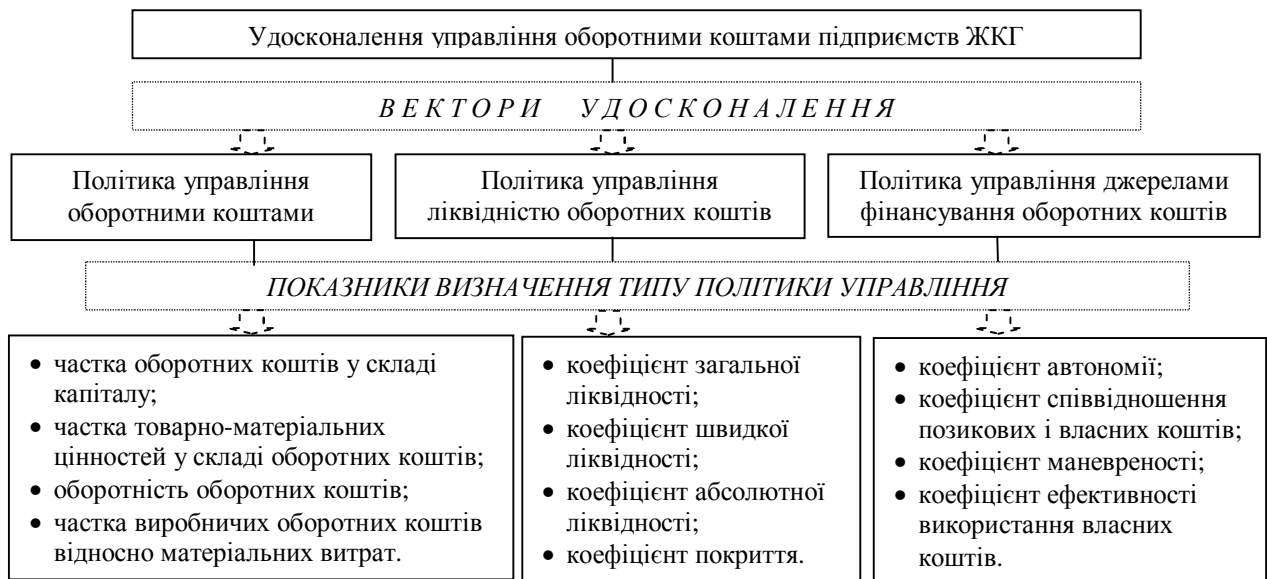 Удосконалення управління оборотними коштами підприємств ЖКГ
ВЕКТОРИ УДОСКОНАЛЕННЯ
Політика управління
оборотними коштами
Політика управління
ліквідністю оборотних коштів
Політика управління джерелами
фінансування оборотних коштів
ПОКАЗНИКИ ВИЗНАЧЕННЯ ТИПУ ПОЛІТИКИ УПРАВЛІННЯ
• частка оборотних коштів у складі
капіталу;
• частка товарно-матеріальних
цінностей у складі оборотних коштів;
• оборотність оборотних коштів;
• частка виробничих оборотних коштів
відносно матеріальних витрат.
• коефіцієнт загальної
ліквідності;
• коефіцієнт швидкої
ліквідності;
• коефіцієнт абсолютної
ліквідності;
• коефіцієнт покриття.
• коефіцієнт автономії;
• коефіцієнт співвідношення
позикових і власних коштів;
• коефіцієнт маневреності;
• коефіцієнт ефективності
використання власних
коштів.